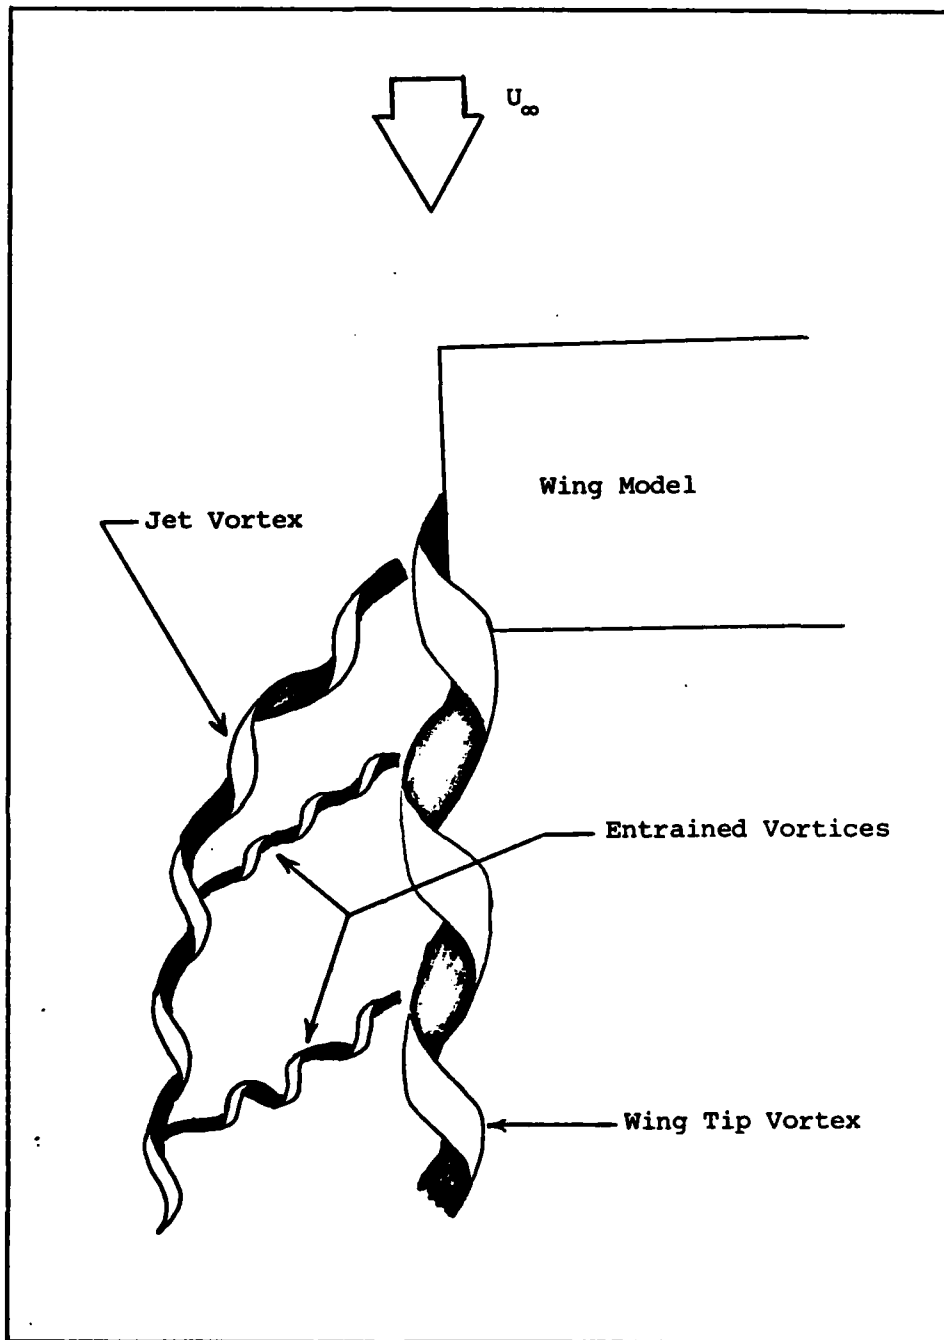 U∞
Wing Model
Jet Vortex
Entrained Vortices
Wing Tip Vortex